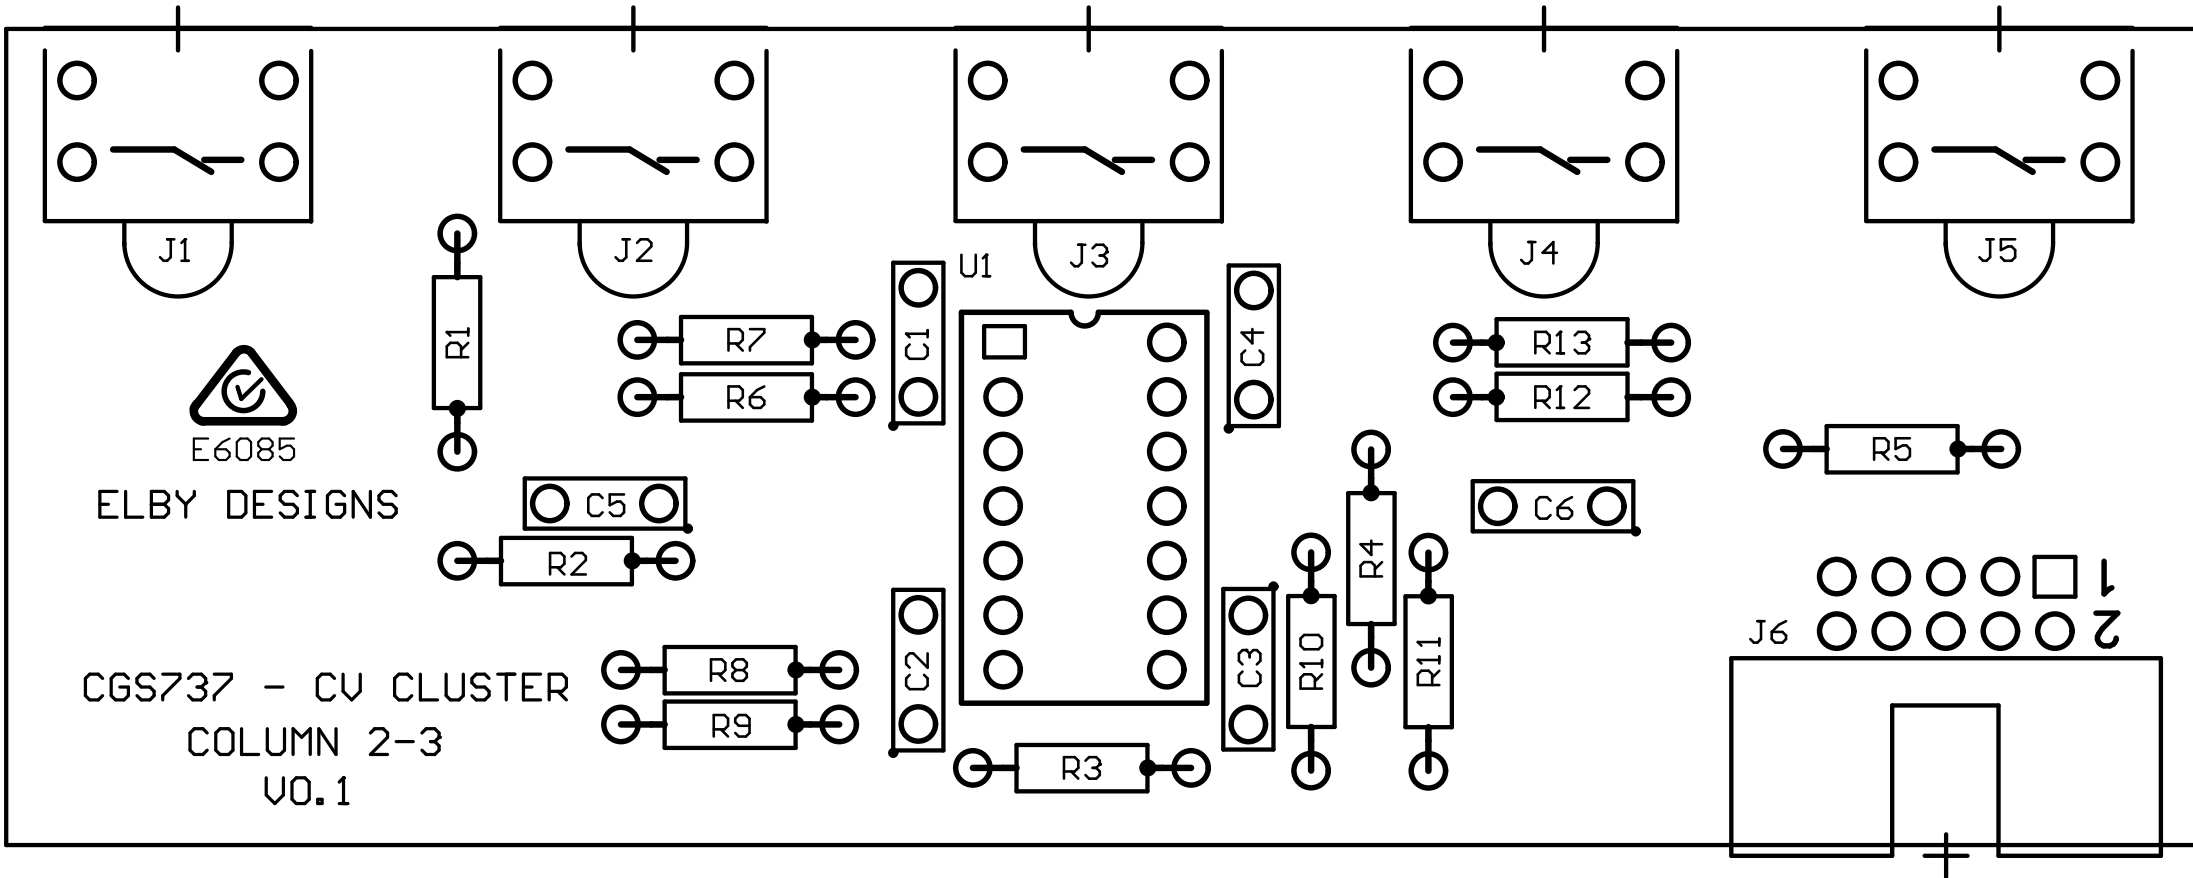 J1
J2
J3
J4
J5
U1
R1
R7
R6
C1
C4
R13
R12
R5
E6085
ELBY DESIGNS
C5
C6
R2
R4
1
2
J6
R8
C2
C3
R10
R11
CGS737 - CV CLUSTER
R9
COLUMN 2-3
R3
V0.1